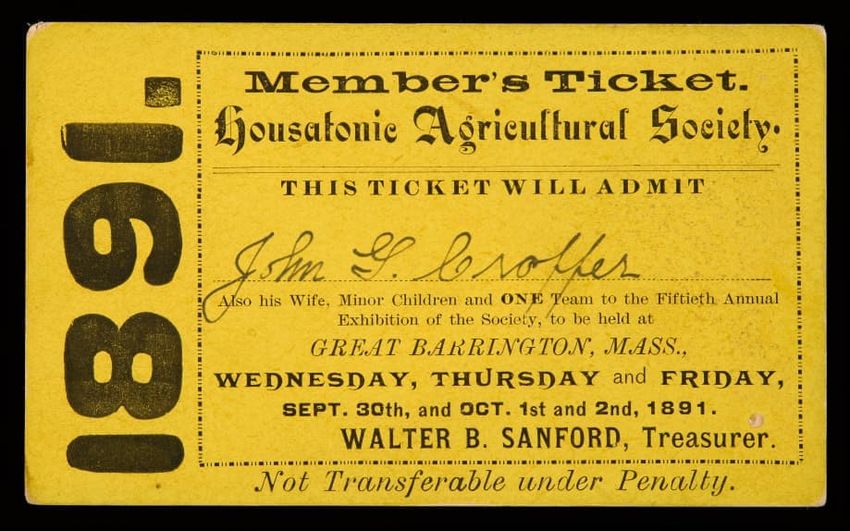 1891.
Member's Ticket.
Housatonic Agricultural Society.
THIS TICKET WILL ADMIT
John G. Croffer
Also his Wife, Minor Children and ONE Team to the Fiftieth Annual
Exhibition of the Society, to be held at
GREAT BARRINGTON, MASS.,
WEDNESDAY, THURSDAY and FRIDAY,
SEPT. 30th, and OCT. 1st and 2nd, 1891.
WALTER B. SANFORD, Treasurer.
Not Transferable under Penalty.